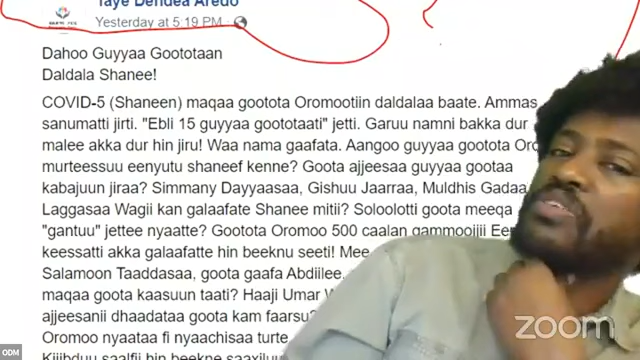 Taye Dendea Aredo
Yesterday at 5:19 PM
Dahoo Guyyaa Goototaan
Daldala Shanee!
COVID-5 (Shaneen) maqaa gootota Oromootiin daldalaa baate. Ammas
sanumatti jirti. "Ebli 15 guyyaa goototaati" jetti. Garuu namni bakka dur
malee akka dur hin jiru! Waa nama gaafata. Aangoo guyyaa gootota
murteessuu eenyutu shaneef kenne? Goota ajjeesaa guyyaa gootaa
kabajuun jiraa? Simmany Dayyaasaa, Gishuu Jaarraa, Muldhis Gadaa
Laggasaa Wagii kan galaafate Shanee mitii? Soloolotti goota meeqa
"gantuu" jettee nyaatte? Gootota Oromoo 500 caalan gammoojjii
keessatti akka galaafatte hin beeknu seeti! Mee
Salamoon Taaddasaa, goota gaafa Abdiilee,
maqaa goota kaasuun taati? Haaji Umar
ajjeesanii dhaadataa goota kam faarsu?
Oromoo nyaataa fi nyaachisaa turte
hin beekne
zoom
ODM